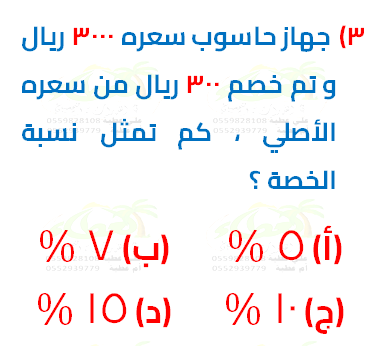 ٣) جهاز حاسوب سعره ٣٠٠٠ ريال
و تم خصم ٣٠٠ ريال من سعره
الأصلي ، كم تمثل نسبة
الخصة ؟
(أ) ٥ % (ب) ٧ %
(ج) ١٠ % (د) ١٥ %